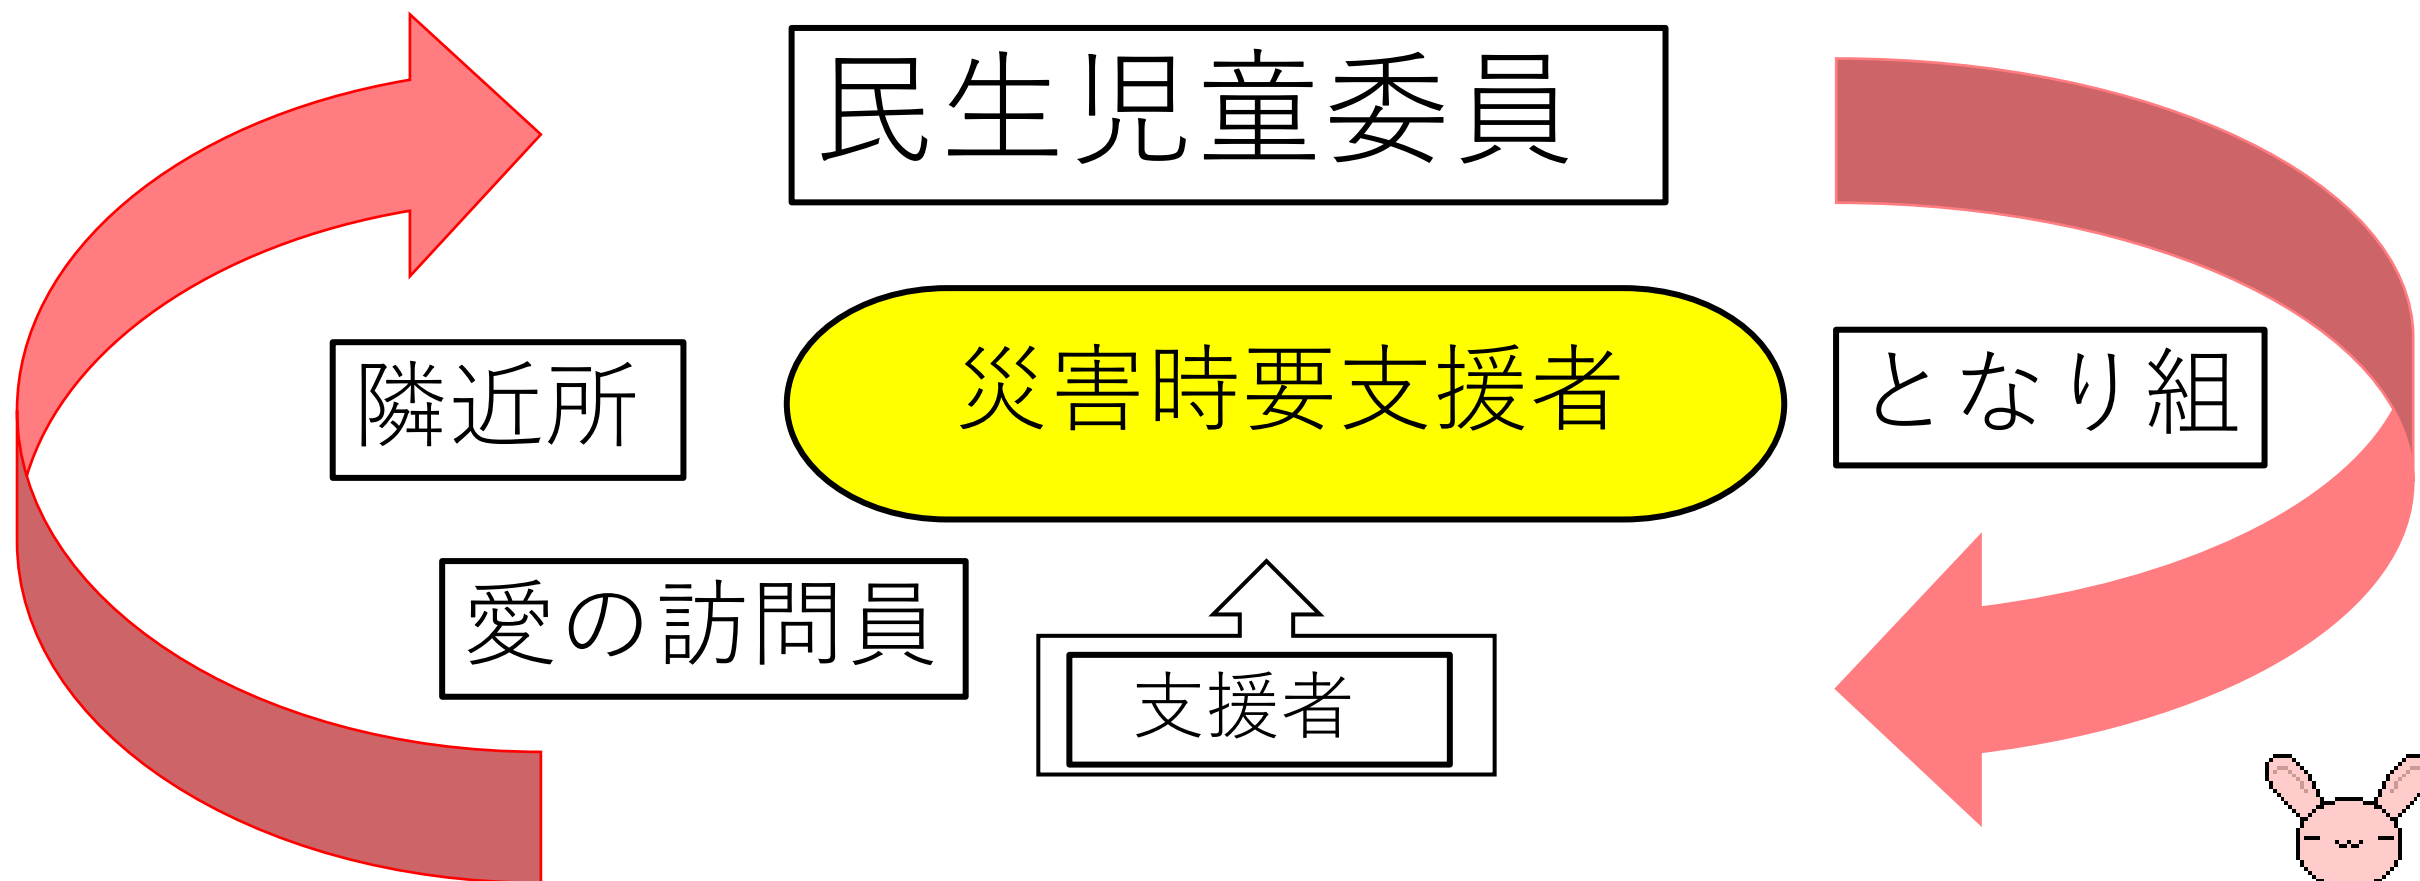 民生児童委員
隣近所
災害時要支援者
となり組
愛の訪問員
支援者